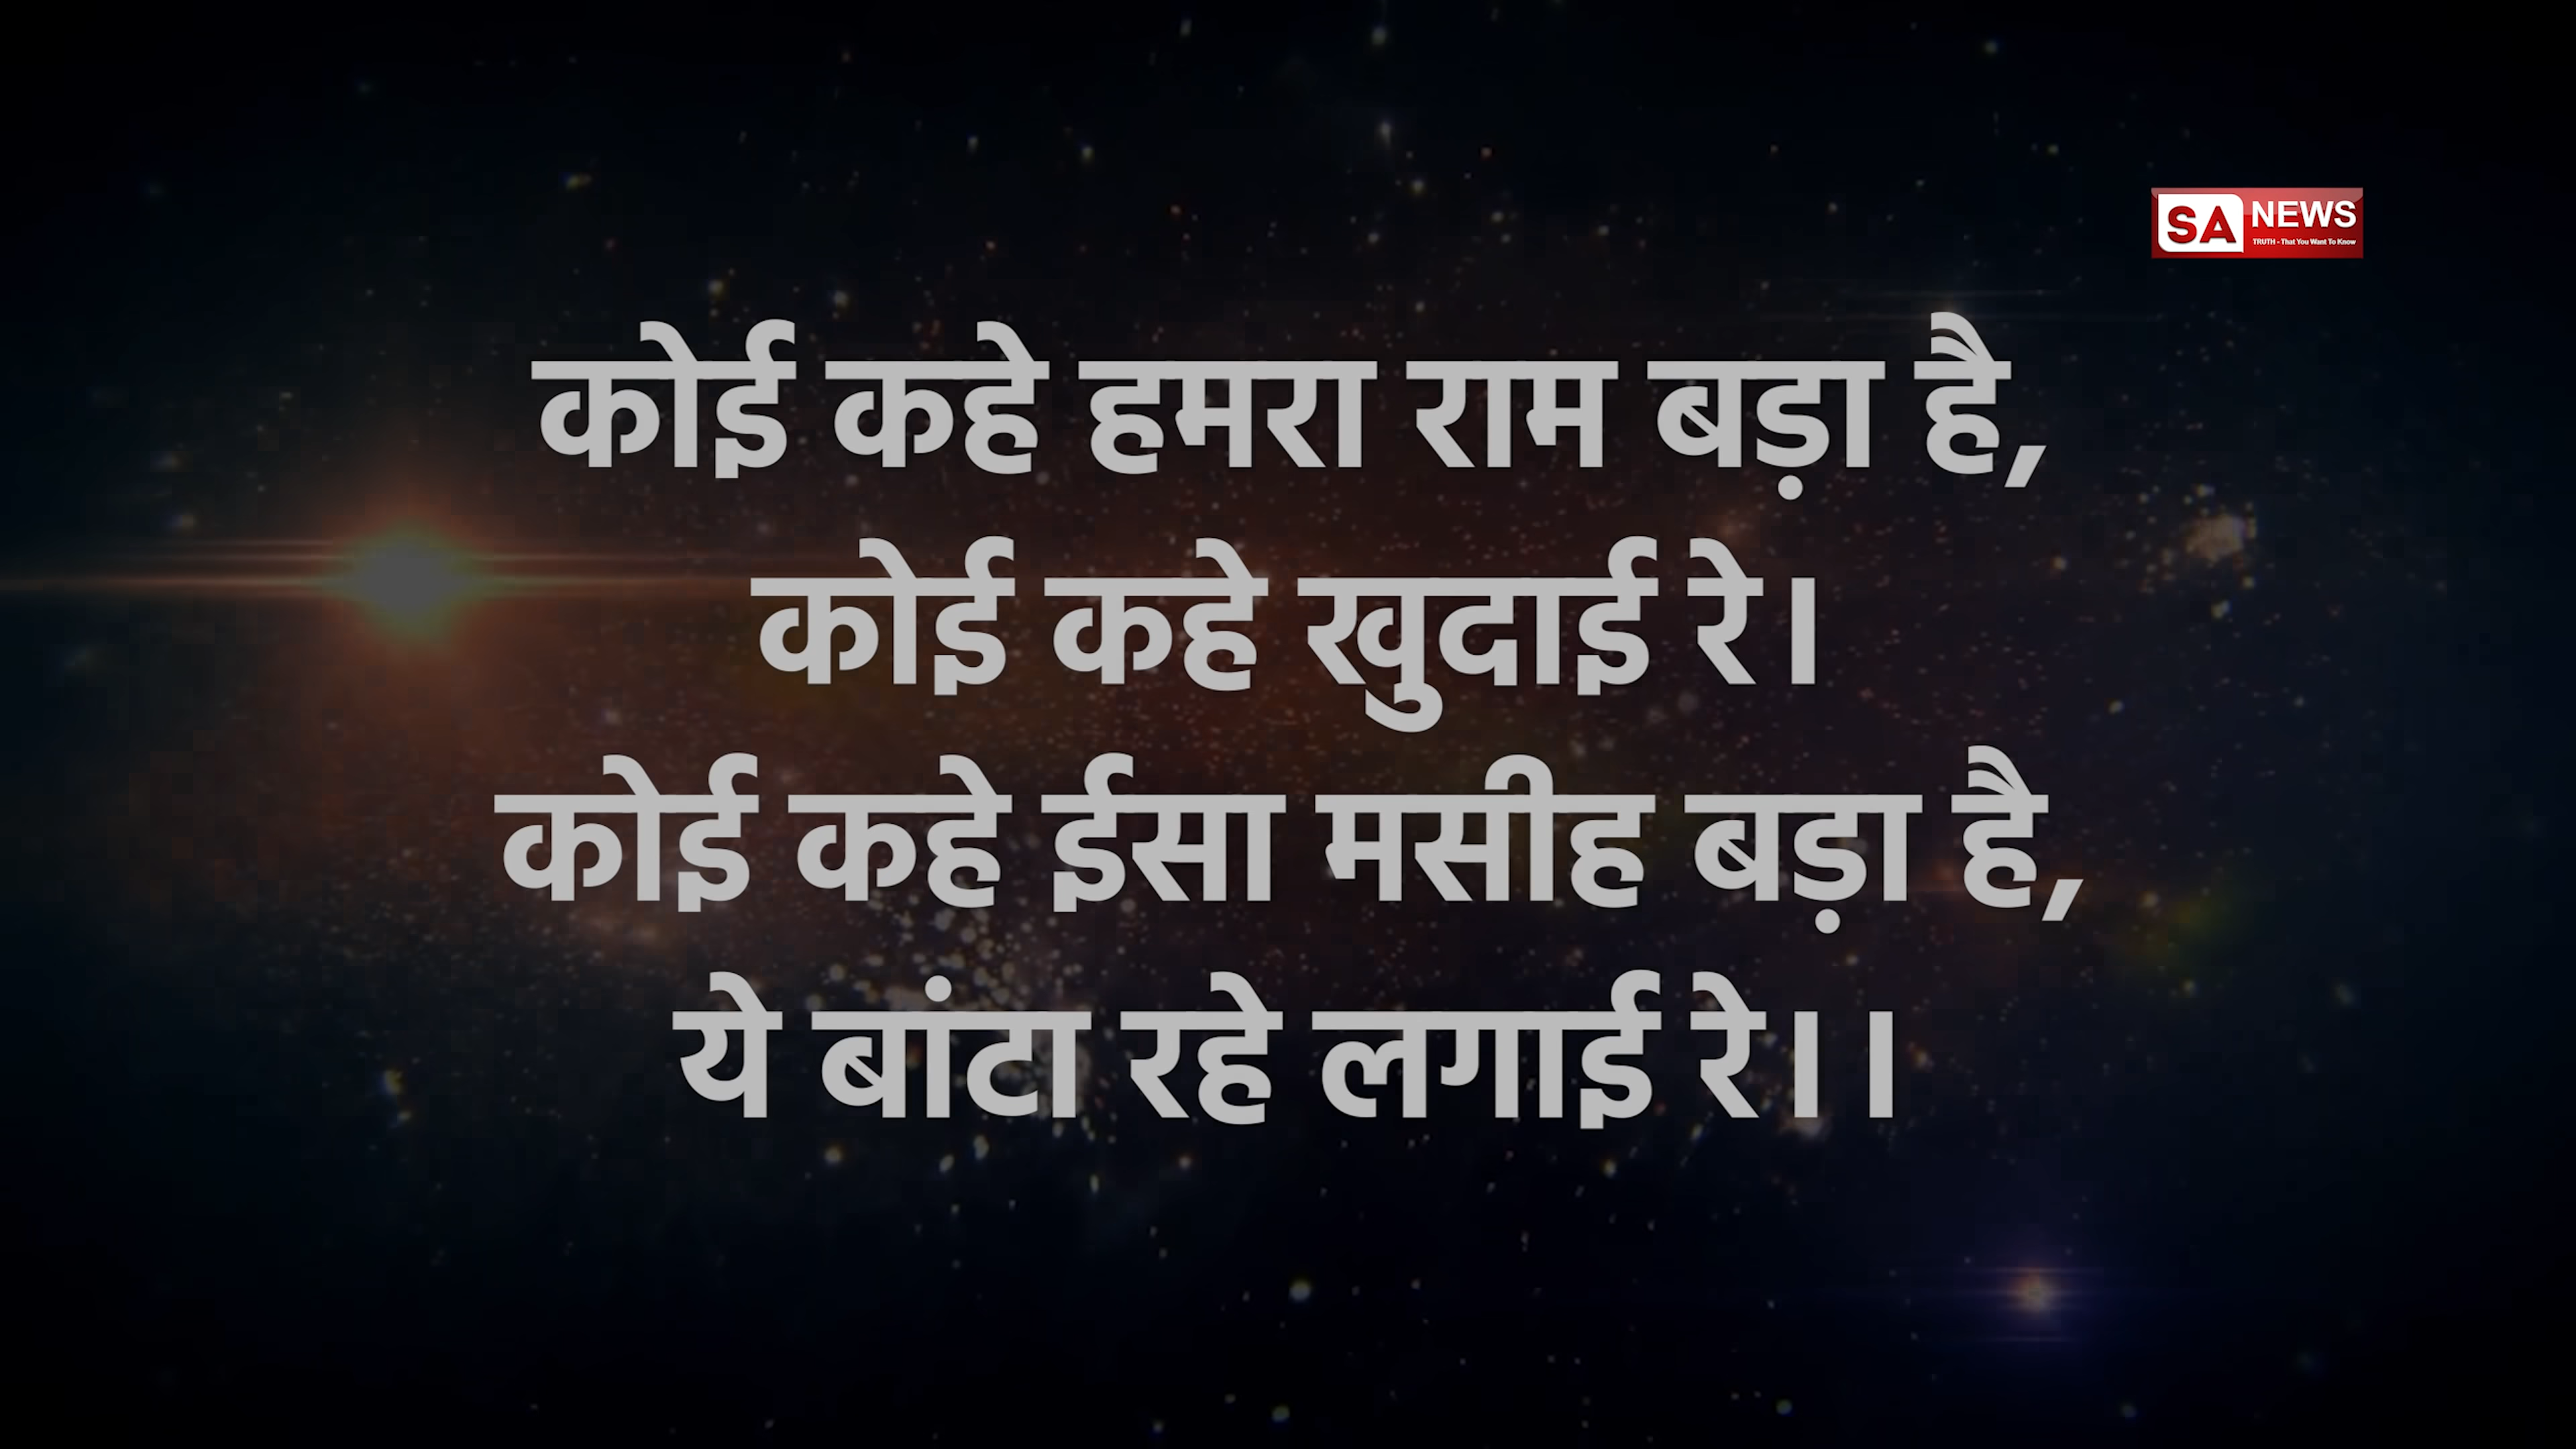 SA NEWS
TRUTH - That You Want To Know
कोई कहे हमरा राम बड़ा है,
कोई कहे खुदाई रे।
कोई कहे ईसा मसीह बड़ा है,
ये बांटा रहे लगाई रे।।